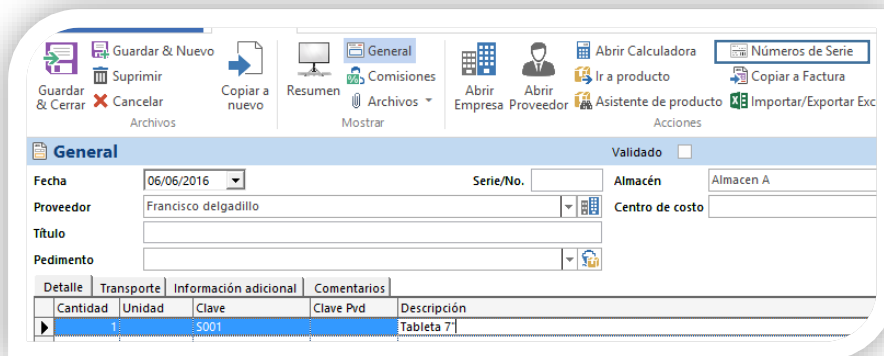 Guardar & Cerrar
Guardar & Nuevo
Suprimir
Cancelar
Copiar a nuevo
Archivos
Resumen
General
Comisiones
Archivos
Mostrar
Abrir Empresa
Abrir Proveedor
Abrir Calculadora
Ir a producto
Asistente de producto
Números de Serie
Copiar a Factura
Importar/Exportar Exc
Acciones
General Validado
Fecha 06/06/2016 Serie/No. Almacén Almacen A
Proveedor Francisco delgadillo Centro de costo
Título
Pedimento
Detalle Transporte Información adicional Comentarios
Cantidad Unidad Clave Clave Pvd Descripción
1 S001 Tableta 7"